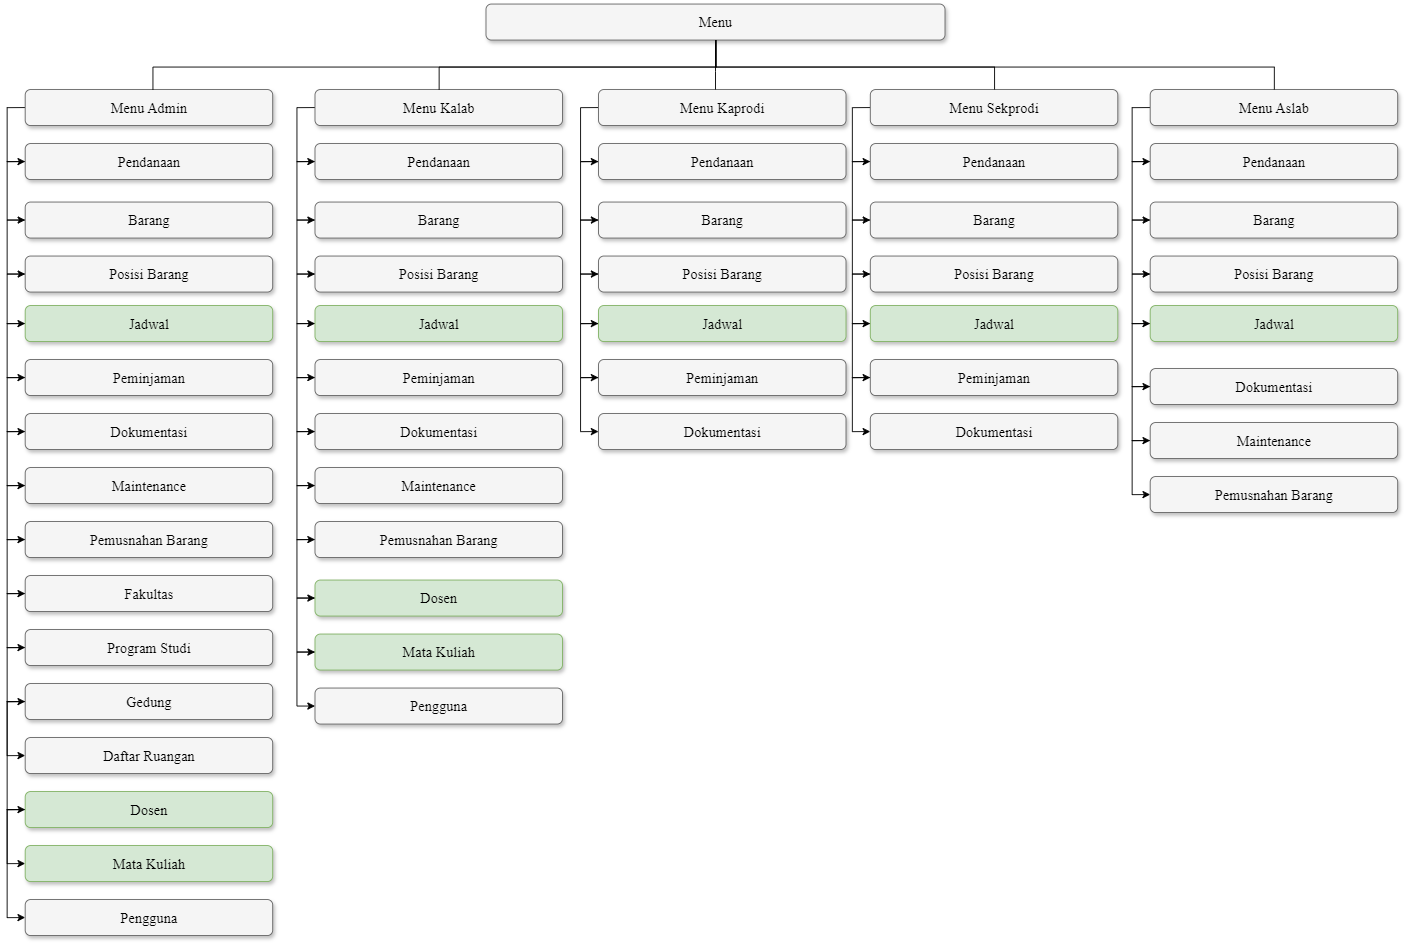 Menu
Menu Admin
Pendanaan
Barang
Posisi Barang
Jadwal
Peminjaman
Dokumentasi
Maintenance
Pemusnahan Barang
Fakultas
Program Studi
Gedung
Daftar Ruangan
Dosen
Mata Kuliah
Pengguna
Menu Kalab
Pendanaan
Barang
Posisi Barang
Jadwal
Peminjaman
Dokumentasi
Maintenance
Pemusnahan Barang
Dosen
Mata Kuliah
Pengguna
Menu Kaprodi
Pendanaan
Barang
Posisi Barang
Jadwal
Peminjaman
Dokumentasi
Menu Sekprodi
Pendanaan
Barang
Posisi Barang
Jadwal
Peminjaman
Dokumentasi
Menu Aslab
Pendanaan
Barang
Posisi Barang
Jadwal
Dokumentasi
Maintenance
Pemusnahan Barang